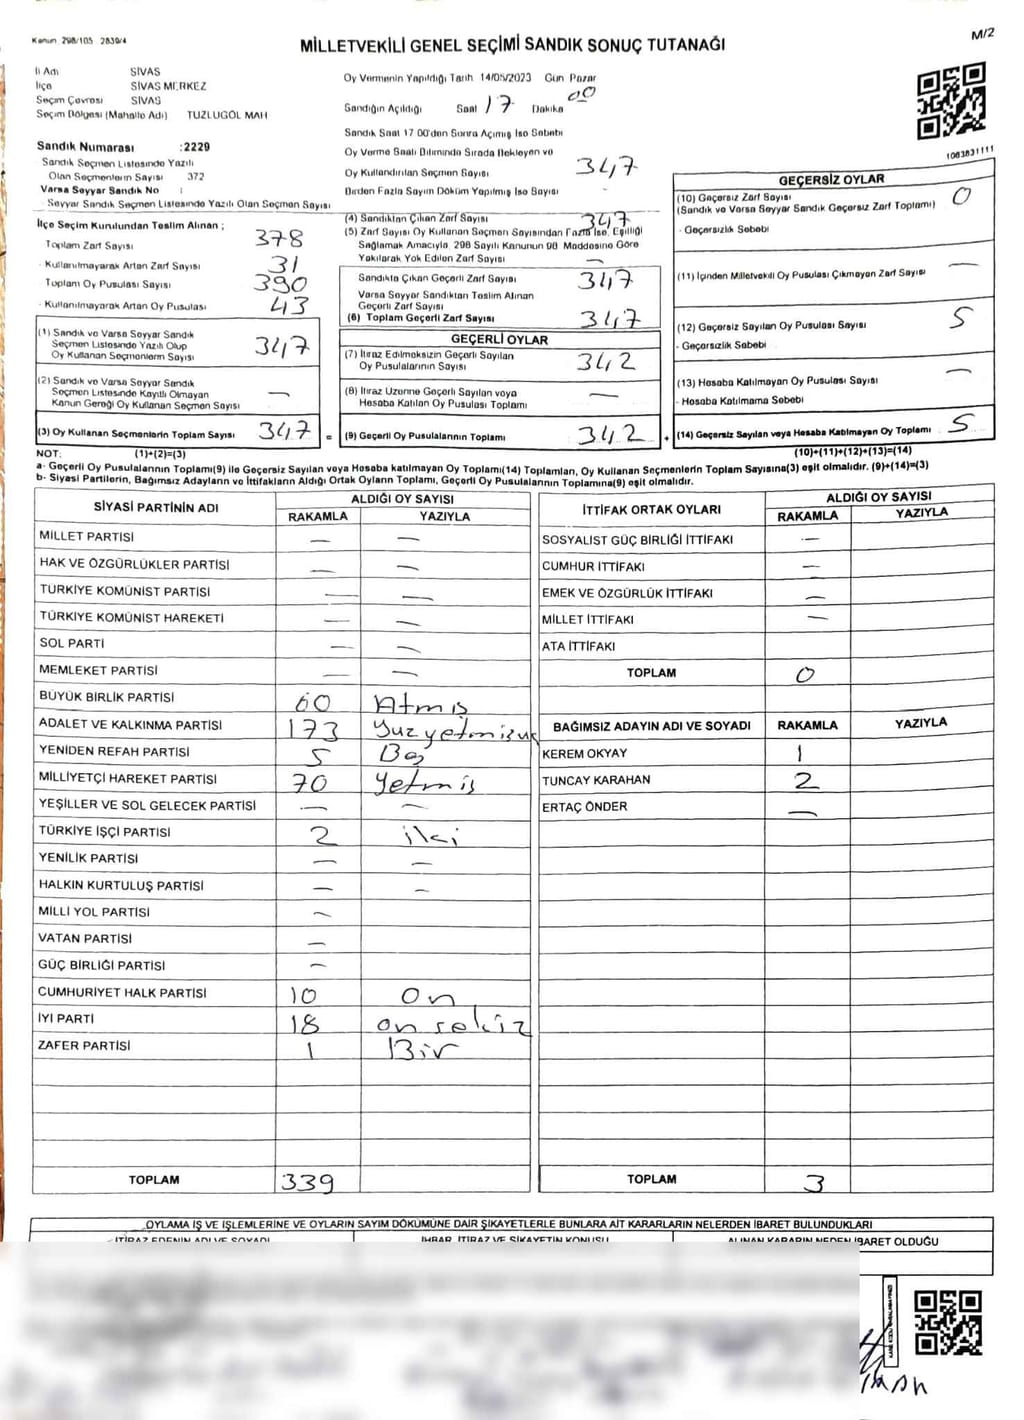 Kanun 298/105 2839/4
M/2
MİLLETVEKİLİ GENEL SEÇİMİ SANDIK SONUÇ TUTANAĞI
İl Adı SİVAS
İlçe SİVAS MERKEZ
Seçim Çevresi SİVAS
Seçim Bölgesi (Mahalle Adı) TUZLUGÖL MAH
Oy Vermenin Yapıldığı Tarih 14/05/2023 Gün Pazar
Sandığın Açıldığı Saat 17 Dakika 00
Sandık Saat 17 00'den Sonra Açılmış İse Sebebi
Sandık Numarası :2229
Sandık Seçmen Listesinde Yazılı
Olan Seçmenlerin Sayısı 372
Varsa Seyyar Sandık No :
Seyyar Sandık Seçmen Listesinde Yazılı Olan Seçmen Sayısı
Oy Verme Saati Bitiminde Sırada Bekleyen ve
Oy Kullandırılan Seçmen Sayısı 347
Birden Fazla Sayım Döküm Yapılmış İse Sayısı -
1083831111
İlçe Seçim Kurulundan Teslim Alınan ;
Toplam Zarf Sayısı 378
- Kullanılmayarak Artan Zarf Sayısı 31
Toplam Oy Pusulası Sayısı 390
- Kullanılmayarak Artan Oy Pusulası 43
(1) Sandık ve Varsa Seyyar Sandık
Seçmen Listesinde Yazılı Olup
Oy Kullanan Seçmenlerin Sayısı 347
(2) Sandık ve Varsa Seyyar Sandık
Seçmen Listesinde Kayıtlı Olmayan
Kanun Gereği Oy Kullanan Seçmen Sayısı —
(3) Oy Kullanan Seçmenlerin Toplam Sayısı 347 =
(4) Sandıktan Çıkan Zarf Sayısı 347
(5) Zarf Sayısı Oy Kullanan Seçmen Sayısından Fazla İse, Eşitliği
Sağlamak Amacıyla, 298 Sayılı Kanunun 98 Maddesine Göre
Yakılarak Yok Edilen Zarf Sayısı —
Sandıkta Çıkan Geçerli Zarf Sayısı 347
Varsa Seyyar Sandıktan Teslim Alınan
Geçerli Zarf Sayısı
(6) Toplam Geçerli Zarf Sayısı 347
GEÇERLİ OYLAR
(7) İtiraz Edilmeksizin Geçerli Sayılan
Oy Pusulalarının Sayısı 342
(8) İtiraz Üzerine Geçerli Sayılan veya
Hesaba Katılan Oy Pusulası Toplamı —
(9) Geçerli Oy Pusulalarının Toplamı 342 +
GEÇERSİZ OYLAR
(10) Geçersiz Zarf Sayısı 0
(Sandık ve Varsa Seyyar Sandık Geçersiz Zarf Toplamı)
- Geçersizlik Sebebi
(11) İçinden Milletvekili Oy Pusulası Çıkmayan Zarf Sayısı —
(12) Geçersiz Sayılan Oy Pusulası Sayısı 5
- Geçersizlik Sebebi
(13) Hesaba Katılmayan Oy Pusulası Sayısı —
- Hesaba Katılmama Sebebi
(14) Geçersiz Sayılan veya Hesaba Katılmayan Oy Toplamı 5
NOT: (1)+(2)=(3) (10)+(11)+(12)+(13)=(14)
a- Geçerli Oy Pusulalarının Toplamı(9) ile Geçersiz Sayılan veya Hesaba katılmayan Oy Toplamı(14) Toplamları, Oy Kullanan Seçmenlerin Toplam Sayısına(3) eşit olmalıdır. (9)+(14)=(3)
b- Siyasi Partilerin, Bağımsız Adayların ve İttifakların Aldığı Ortak Oyların Toplamı, Geçerli Oy Pusulalarının Toplamına(9) eşit olmalıdır.
SİYASİ PARTİNİN ADI ALDIĞI OY SAYISI
RAKAMLA YAZIYLA
MİLLET PARTİSİ — —
HAK VE ÖZGÜRLÜKLER PARTİSİ — —
TÜRKİYE KOMÜNİST PARTİSİ — —
TÜRKİYE KOMÜNİST HAREKETİ — —
SOL PARTİ — —
MEMLEKET PARTİSİ — —
BÜYÜK BİRLİK PARTİSİ 60 Atmış
ADALET VE KALKINMA PARTİSİ 173 Yüzyetmişüç
YENİDEN REFAH PARTİSİ 5 Beş
MİLLİYETÇİ HAREKET PARTİSİ 70 Yetmiş
YEŞİLLER VE SOL GELECEK PARTİSİ — —
TÜRKİYE İŞÇİ PARTİSİ 2 iki
YENİLİK PARTİSİ — —
HALKIN KURTULUŞ PARTİSİ — —
MİLLİ YOL PARTİSİ —
VATAN PARTİSİ —
GÜÇ BİRLİĞİ PARTİSİ —
CUMHURİYET HALK PARTİSİ 10 On
İYİ PARTİ 18 on sekiz
ZAFER PARTİSİ 1 Bir
TOPLAM 339
İTTİFAK ORTAK OYLARI ALDIĞI OY SAYISI
RAKAMLA YAZIYLA
SOSYALİST GÜÇ BİRLİĞİ İTTİFAKI —
CUMHUR İTTİFAKI —
EMEK VE ÖZGÜRLÜK İTTİFAKI —
MİLLET İTTİFAKI —
ATA İTTİFAKI
TOPLAM 0
BAĞIMSIZ ADAYIN ADI VE SOYADI RAKAMLA YAZIYLA
KEREM OKYAY 1
TUNCAY KARAHAN 2
ERTAÇ ÖNDER —
TOPLAM 3
OYLAMA İŞ VE İŞLEMLERİNE VE OYLARIN SAYIM DÖKÜMÜNE DAİR ŞİKAYETLERLE BUNLARA AİT KARARLARIN NELERDEN İBARET BULUNDUKLARI
İTİRAZ EDENİN ADI VE SOYADI İHBAR, İTİRAZ VE ŞİKAYETİN KONUSU ALINAN KARARIN NEDEN İBARET OLDUĞU